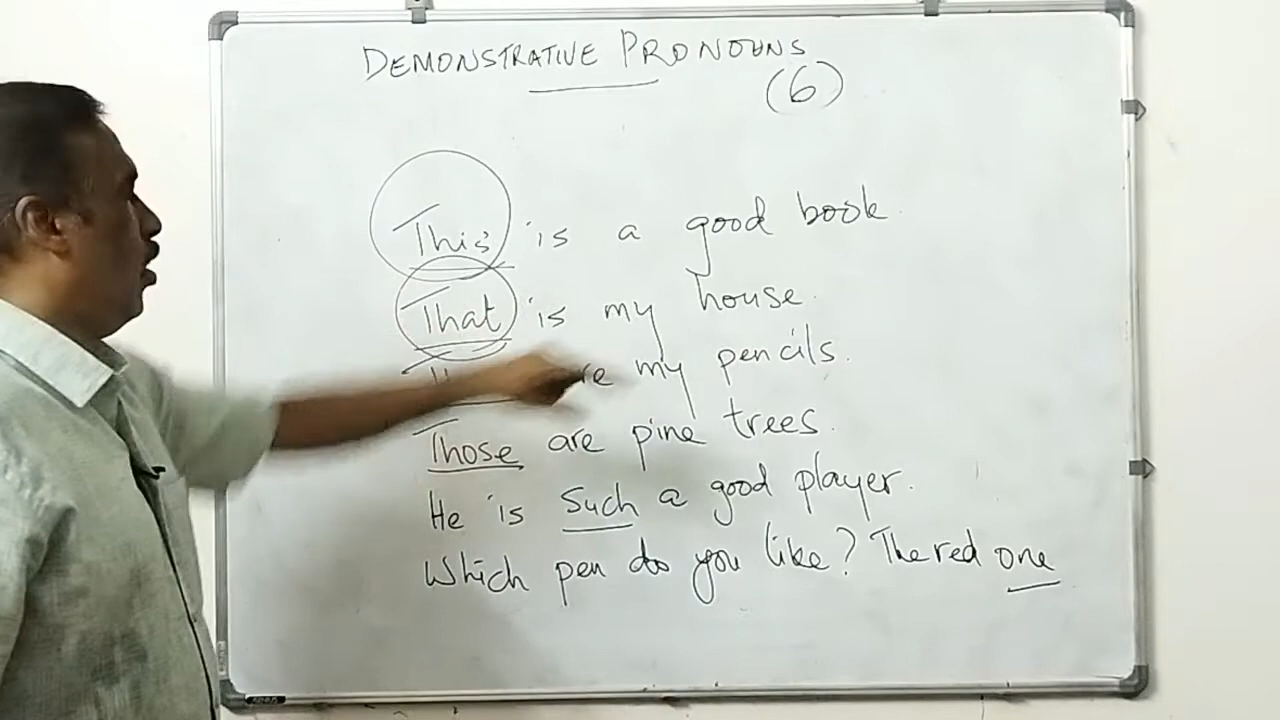 DEMONSTRATIVE PRONOUNS
(6)
This is a good book.
That is my house.
my pencils.
Those are pine trees.
He is such a good player.
Which pen do you like? The red one